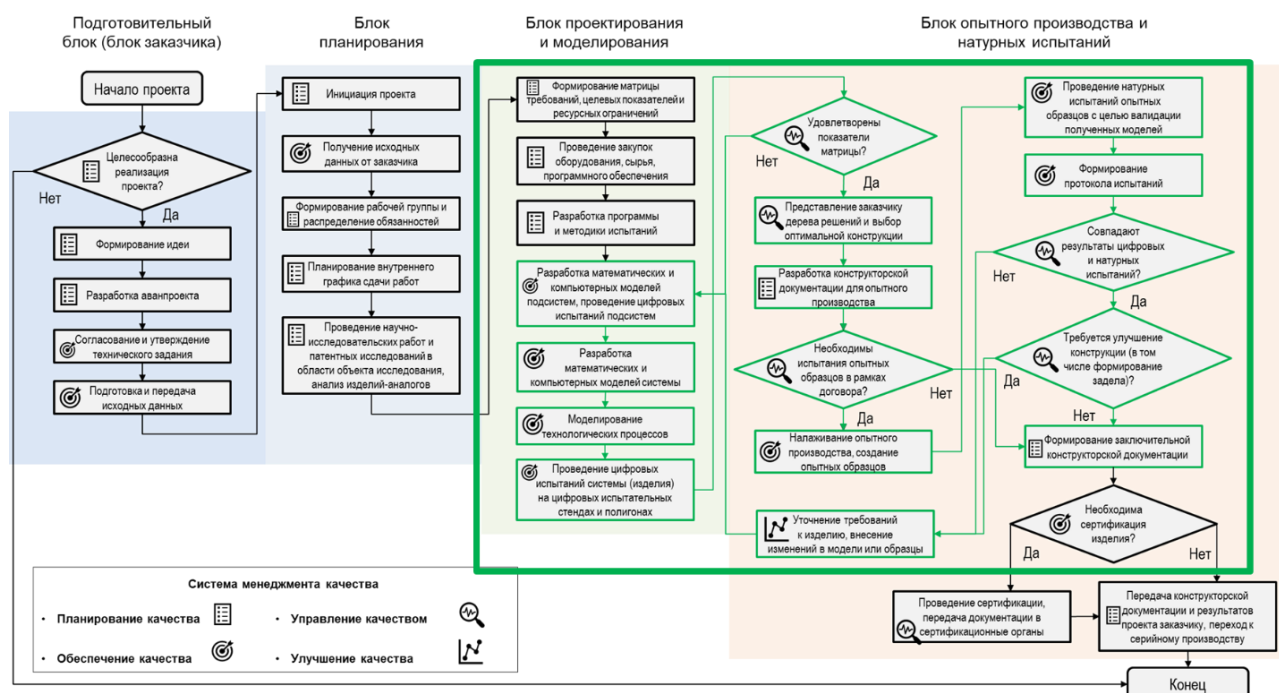 Подготовительный
блок (блок заказчика)
Блок
планирования
Блок проектирования
и моделирования
Блок опытного производства и
натурных испытаний
Начало проекта
Целесообразна
реализация
проекта?
Нет
Да
Формирование идеи
Разработка аванпроекта
Согласование и утверждение
технического задания
Подготовка и передача
исходных данных
Инициация проекта
Получение исходных
данных от заказчика
Формирование рабочей группы и
распределение обязанностей
Планирование внутреннего
графика сдачи работ
Проведение научно-
исследовательских работ и
патентных исследований в
области объекта исследования,
анализ изделий-аналогов
Формирование матрицы
требований, целевых показателей и
ресурсных ограничений
Проведение закупок
оборудования, сырья,
программного обеспечения
Разработка программы
и методики испытаний
Разработка математических и
компьютерных моделей
подсистем, проведение цифровых
испытаний подсистем
Разработка
математических и
компьютерных моделей системы
Моделирование
технологических процессов
Проведение цифровых
испытаний системы (изделия)
на цифровых испытательных
стендах и полигонах
Удовлетворены
показатели
матрицы?
Нет
Да
Представление заказчику
дерева решений и выбор
оптимальной конструкции
Разработка конструкторской
документации для опытного
производства
Необходимы
испытания опытных
образцов в рамках
договора?
Нет
Да
Налаживание опытного
производства, создание
опытных образцов
Уточнение требований
к изделию, внесение
изменений в модели или образцы
Проведение натурных
испытаний опытных
образцов с целью валидации
полученных моделей
Формирование
протокола испытаний
Совпадают
результаты цифровых
и натурных
испытаний?
Нет
Да
Требуется улучшение
конструкции (в том
числе формирование
задела)?
Да
Нет
Формирование заключительной
конструкторской документации
Необходима
сертификация
изделия?
Да
Нет
Проведение сертификации,
передача документации в
сертификационные органы
Передача конструкторской
документации и результатов
проекта заказчику, переход к
серийному производству
Конец
Система менеджмента качества
• Планирование качества
• Управление качеством
• Обеспечение качества
• Улучшение качества